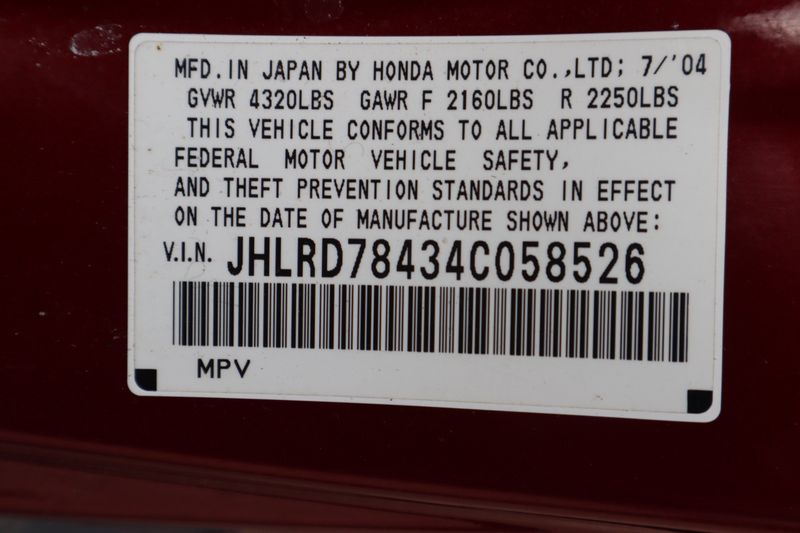 MFD. IN JAPAN BY HONDA MOTOR CO.,LTD; 7/'04
GVWR 4320LBS GAWR F 2160LBS R 2250LBS
THIS VEHICLE CONFORMS TO ALL APPLICABLE
FEDERAL MOTOR VEHICLE SAFETY,
AND THEFT PREVENTION STANDARDS IN EFFECT
ON THE DATE OF MANUFACTURE SHOWN ABOVE:
V.I.N. JHLRD78434C058526
MPV